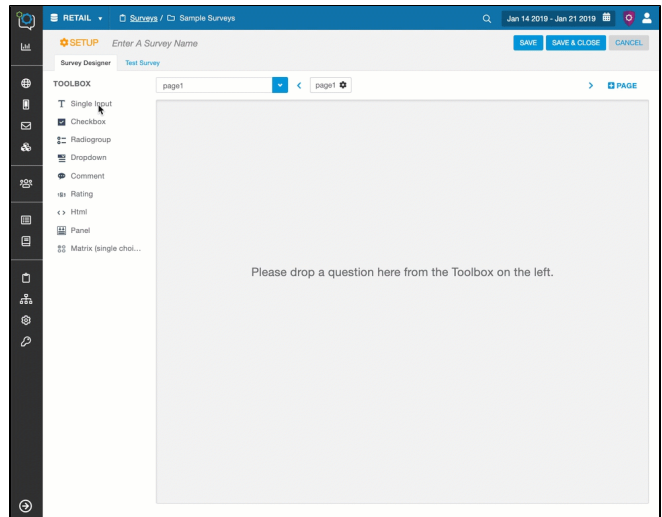 RETAIL ▾ Surveys / Sample Surveys Jan 14 2019 - Jan 21 2019
SETUP Enter A Survey Name SAVE SAVE & CLOSE CANCEL
Survey Designer Test Survey
TOOLBOX page1 page1 PAGE
Single Input
Checkbox
Radiogroup
Dropdown
Comment
Rating
Html
Panel
Matrix (single choi...
Please drop a question here from the Toolbox on the left.